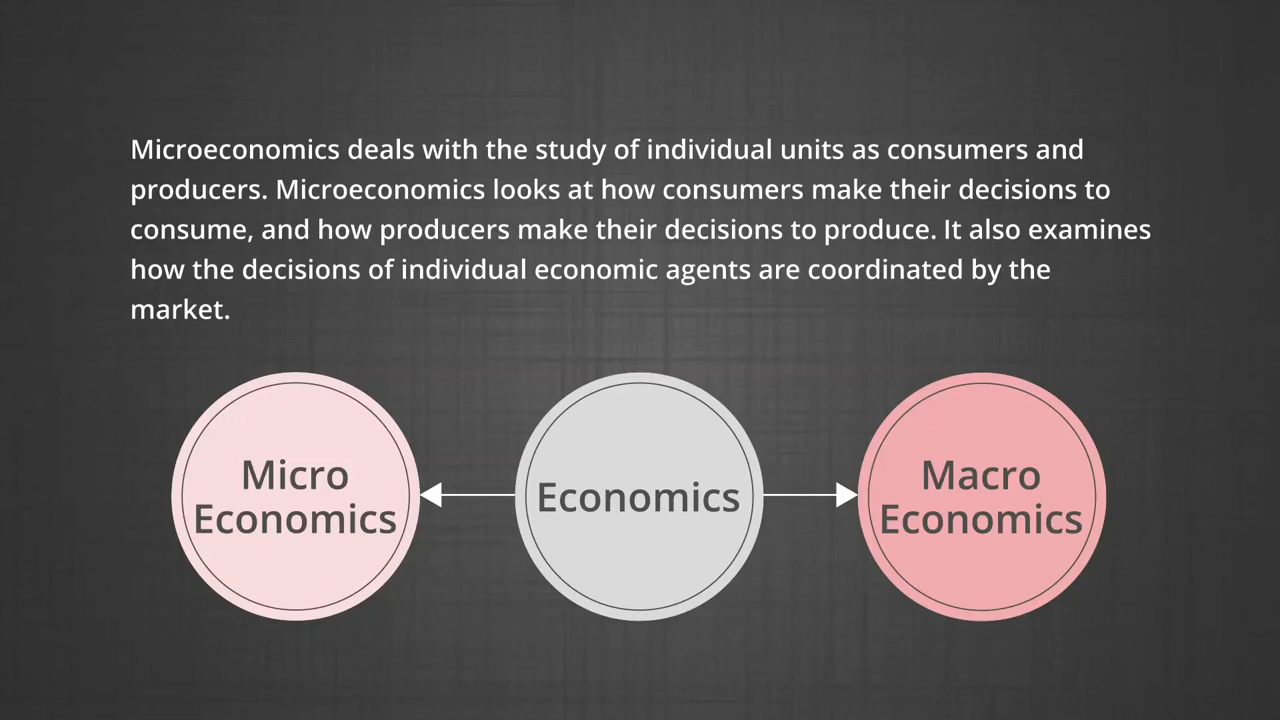 Microeconomics deals with the study of individual units as consumers and
producers. Microeconomics looks at how consumers make their decisions to
consume, and how producers make their decisions to produce. It also examines
how the decisions of individual economic agents are coordinated by the
market.
Micro
Economics
Economics
Macro
Economics